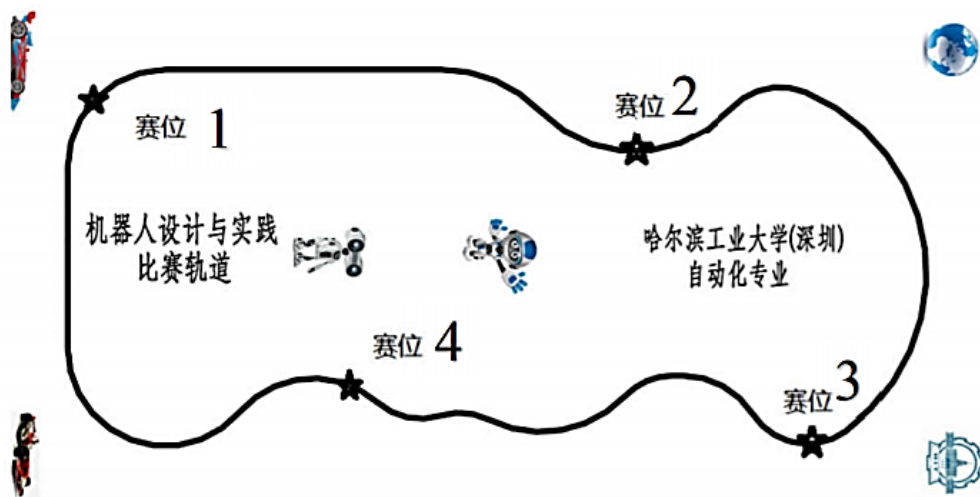 赛位 1
赛位 2
机器人设计与实践
比赛轨道
哈尔滨工业大学(深圳)
自动化专业
赛位 4
赛位 3